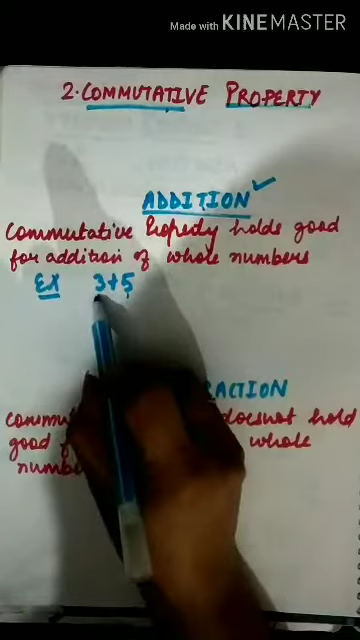 Made with KINEMASTER
2. COMMUTATIVE PROPERTY
ADDITION
Commutative Property holds good
for addition of whole numbers
EX 3+5
ACTION
doesnot hold
good whole